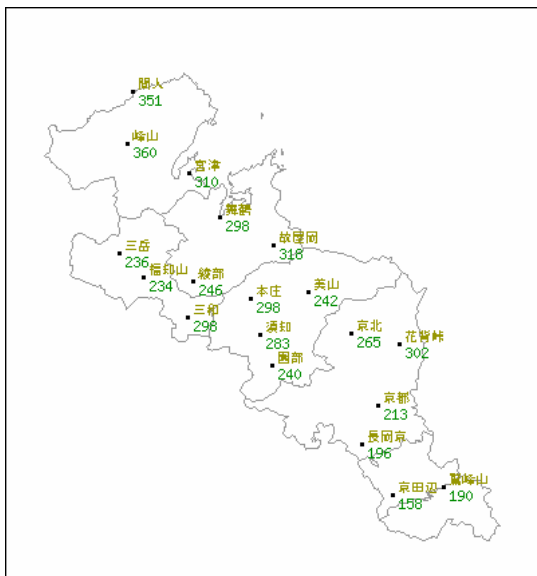 間人
351
峰山
360
宮津
310
舞鶴
298
故屋岡
318
三岳
236
福知山
234
綾部
246
本庄
298
美山
242
三和
298
須知
283
京北
265
花背峠
302
園部
240
京都
213
長岡京
196
京田辺
158
鷲峰山
190